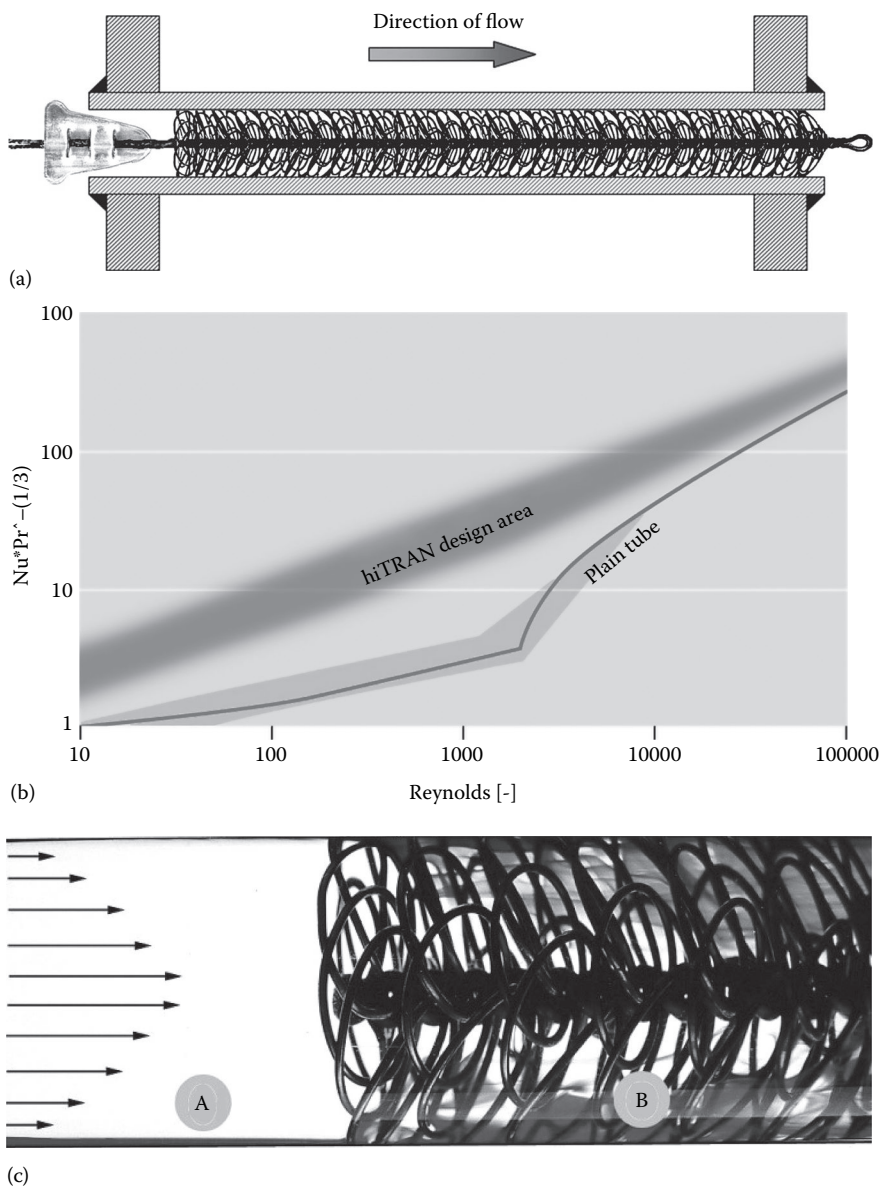 Direction of flow
(a)
100
100
10
1
Nu*Pr^–(1/3)
hiTRAN design area
Plain tube
10 100 1000 10000 100000
(b)
Reynolds [-]
A
B
(c)